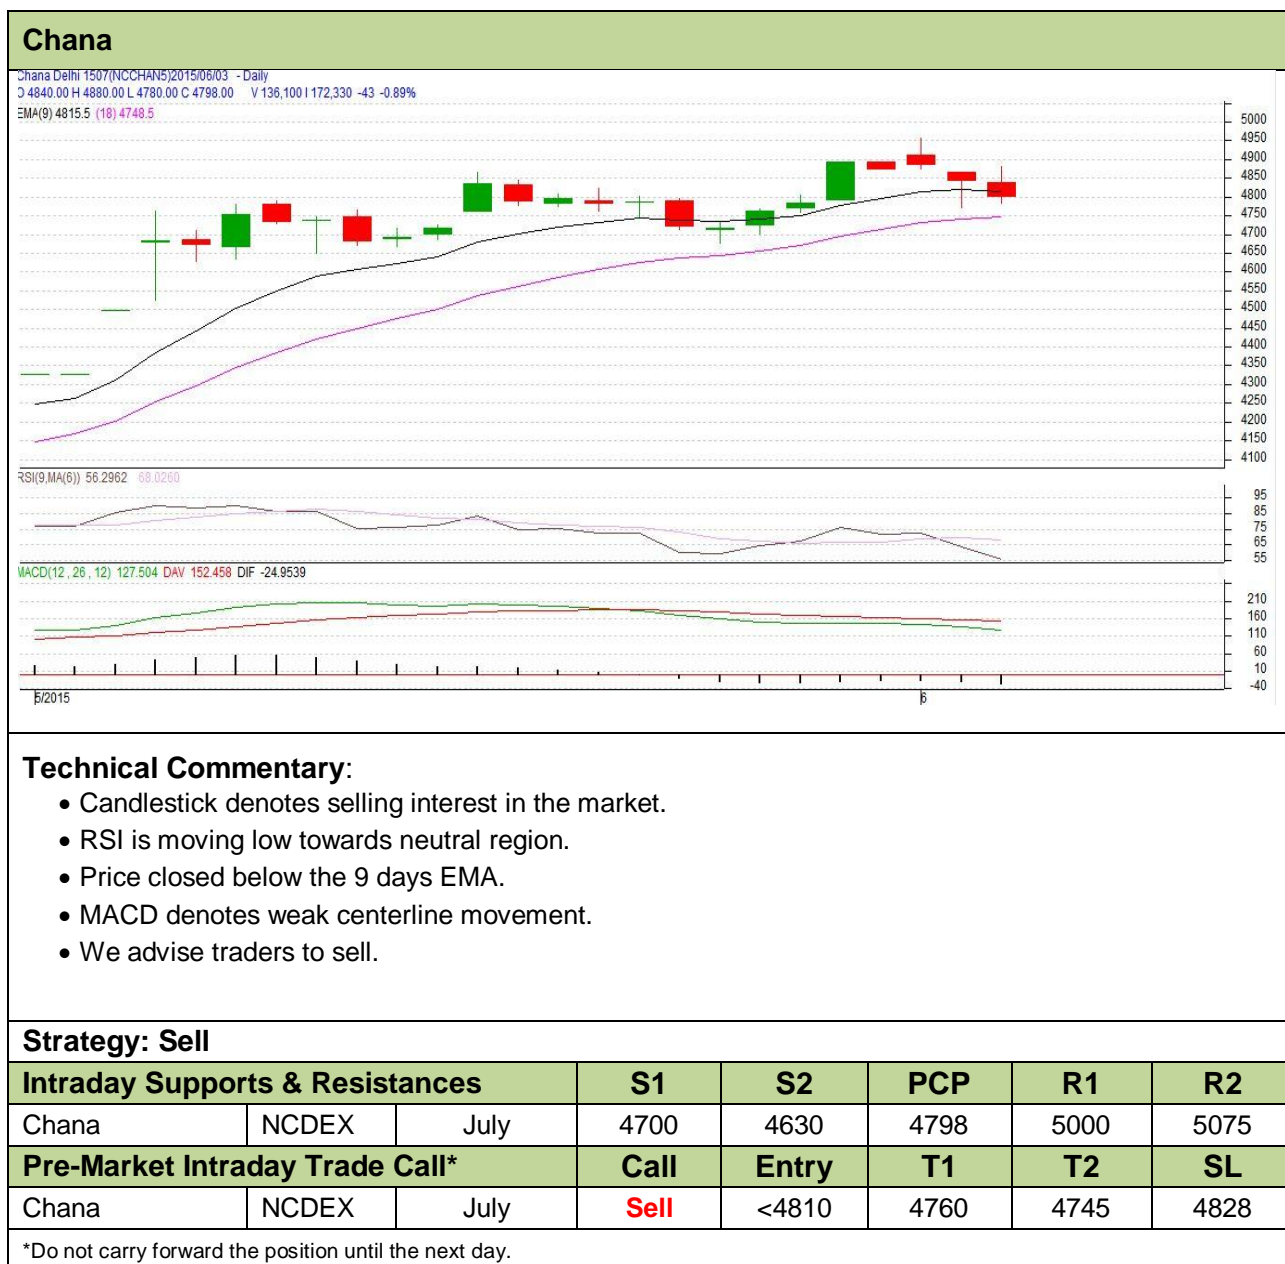 Chana
Chana Delhi 1507(NCCHAN5)2015/06/03 - Daily
O 4840.00 H 4880.00 L 4780.00 C 4798.00 V 136,100 I 172,330 -43 -0.89%
EMA(9) 4815.5 (18) 4748.5
5000
4950
4900
4850
4800
4750
4700
4650
4600
4550
4500
4450
4400
4350
4300
4250
4200
4150
4100
RSI(9,MA(6)) 56.2962 68.0260
95
85
75
65
55
MACD(12 , 26 , 12) 127.504 DAV 152.458 DIF -24.9539
210
160
110
60
10
-40
5/2015 6
Technical Commentary:
• Candlestick denotes selling interest in the market.
• RSI is moving low towards neutral region.
• Price closed below the 9 days EMA.
• MACD denotes weak centerline movement.
• We advise traders to sell.
Strategy: Sell
Intraday Supports & Resistances S1 S2 PCP R1 R2
Chana NCDEX July 4700 4630 4798 5000 5075
Pre-Market Intraday Trade Call* Call Entry T1 T2 SL
Chana NCDEX July Sell <4810 4760 4745 4828
*Do not carry forward the position until the next day.